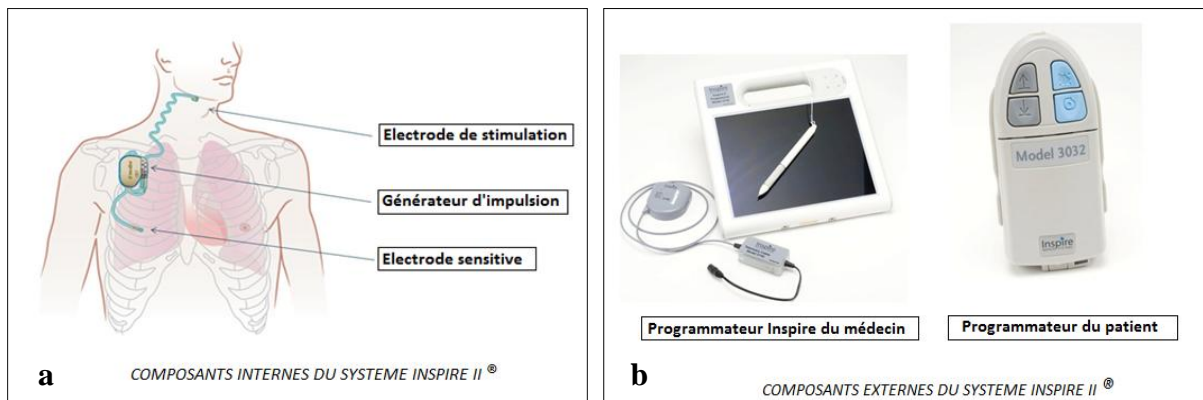 Electrode de stimulation
Générateur d'impulsion
Electrode sensitive
a
COMPOSANTS INTERNES DU SYSTEME INSPIRE II ®
Inspire
Model 3032
Inspire
Programmateur Inspire du médecin
Programmateur du patient
b
COMPOSANTS EXTERNES DU SYSTEME INSPIRE II ®